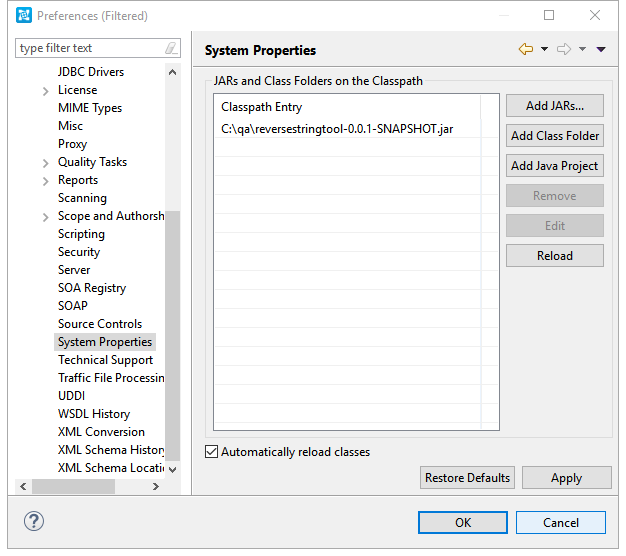 Preferences (Filtered)
type filter text
JDBC Drivers
License
MIME Types
Misc
Proxy
Quality Tasks
Reports
Scanning
Scope and Authorsh
Scripting
Security
Server
SOA Registry
SOAP
Source Controls
System Properties
Technical Support
Traffic File Processin
UDDI
WSDL History
XML Conversion
XML Schema History
XML Schema Locati
System Properties
JARs and Class Folders on the Classpath
Classpath Entry
C:\qa\reversestringtool-0.0.1-SNAPSHOT.jar
Add JARs...
Add Class Folder
Add Java Project
Remove
Edit
Reload
Automatically reload classes
Restore Defaults
Apply
?
OK
Cancel